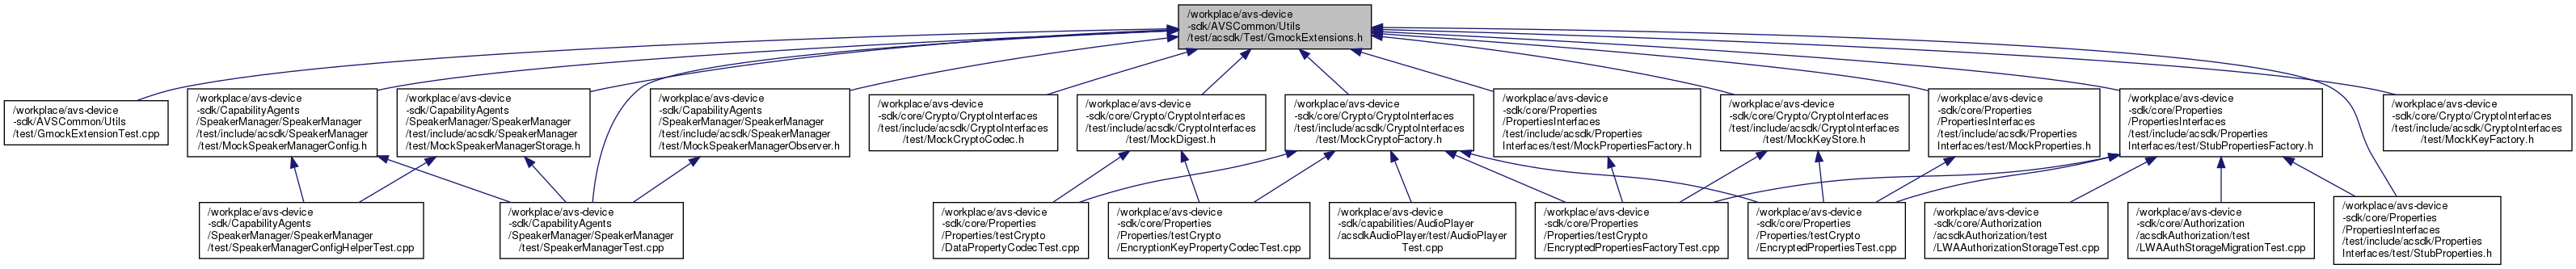 /workplace/avs-device
-sdk/AVSCommon/Utils
/test/acsdk/Test/GmockExtensions.h
/workplace/avs-device
-sdk/AVSCommon/Utils
/test/GmockExtensionTest.cpp
/workplace/avs-device
-sdk/CapabilityAgents
/SpeakerManager/SpeakerManager
/test/include/acsdk/SpeakerManager
/test/MockSpeakerManagerConfig.h
/workplace/avs-device
-sdk/CapabilityAgents
/SpeakerManager/SpeakerManager
/test/include/acsdk/SpeakerManager
/test/MockSpeakerManagerStorage.h
/workplace/avs-device
-sdk/CapabilityAgents
/SpeakerManager/SpeakerManager
/test/include/acsdk/SpeakerManager
/test/MockSpeakerManagerObserver.h
/workplace/avs-device
-sdk/core/Crypto/CryptoInterfaces
/test/include/acsdk/CryptoInterfaces
/test/MockCryptoCodec.h
/workplace/avs-device
-sdk/core/Crypto/CryptoInterfaces
/test/include/acsdk/CryptoInterfaces
/test/MockDigest.h
/workplace/avs-device
-sdk/core/Crypto/CryptoInterfaces
/test/include/acsdk/CryptoInterfaces
/test/MockCryptoFactory.h
/workplace/avs-device
-sdk/core/Properties
/PropertiesInterfaces
/test/include/acsdk/Properties
Interfaces/test/MockPropertiesFactory.h
/workplace/avs-device
-sdk/core/Crypto/CryptoInterfaces
/test/include/acsdk/CryptoInterfaces
/test/MockKeyStore.h
/workplace/avs-device
-sdk/core/Properties
/PropertiesInterfaces
/test/include/acsdk/Properties
Interfaces/test/MockProperties.h
/workplace/avs-device
-sdk/core/Properties
/PropertiesInterfaces
/test/include/acsdk/Properties
Interfaces/test/StubPropertiesFactory.h
/workplace/avs-device
-sdk/core/Crypto/CryptoInterfaces
/test/include/acsdk/CryptoInterfaces
/test/MockKeyFactory.h
/workplace/avs-device
-sdk/CapabilityAgents
/SpeakerManager/SpeakerManager
/test/SpeakerManagerConfigHelperTest.cpp
/workplace/avs-device
-sdk/CapabilityAgents
/SpeakerManager/SpeakerManager
/test/SpeakerManagerTest.cpp
/workplace/avs-device
-sdk/core/Properties
/Properties/testCrypto
/DataPropertyCodecTest.cpp
/workplace/avs-device
-sdk/core/Properties
/Properties/testCrypto
/EncryptionKeyPropertyCodecTest.cpp
/workplace/avs-device
-sdk/capabilities/AudioPlayer
/acsdkAudioPlayer/test/AudioPlayer
Test.cpp
/workplace/avs-device
-sdk/core/Properties
/Properties/testCrypto
/EncryptedPropertiesFactoryTest.cpp
/workplace/avs-device
-sdk/core/Properties
/Properties/testCrypto
/EncryptedPropertiesTest.cpp
/workplace/avs-device
-sdk/core/Authorization
/acsdkAuthorization/test
/LWAAuthorizationStorageTest.cpp
/workplace/avs-device
-sdk/core/Authorization
/acsdkAuthorization/test
/LWAAuthStorageMigrationTest.cpp
/workplace/avs-device
-sdk/core/Properties
/PropertiesInterfaces
/test/include/acsdk/Properties
Interfaces/test/StubProperties.h